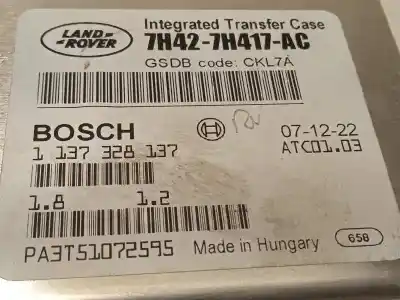 LAND-
ROVER
Integrated Transfer Case
7H42-7H417-AC
GSDB code: CKL7A
BOSCH
07-12-22
1 137 328 137
ATC01.03
1.8 1.2
PA3T51072595
Made in Hungary
658